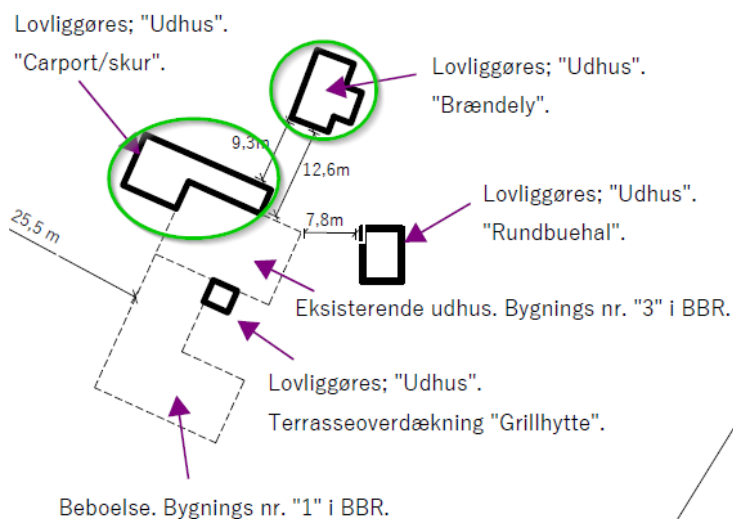 Lovliggøres; "Udhus".
"Carport/skur".
Lovliggøres; "Udhus".
"Brændely".
9,3m
12,6m
Lovliggøres; "Udhus".
"Rundbuehal".
25,5 m
7,8m
Eksisterende udhus. Bygnings nr. "3" i BBR.
Lovliggøres; "Udhus".
Terrasseoverdækning "Grillhytte".
Beboelse. Bygnings nr. "1" i BBR.